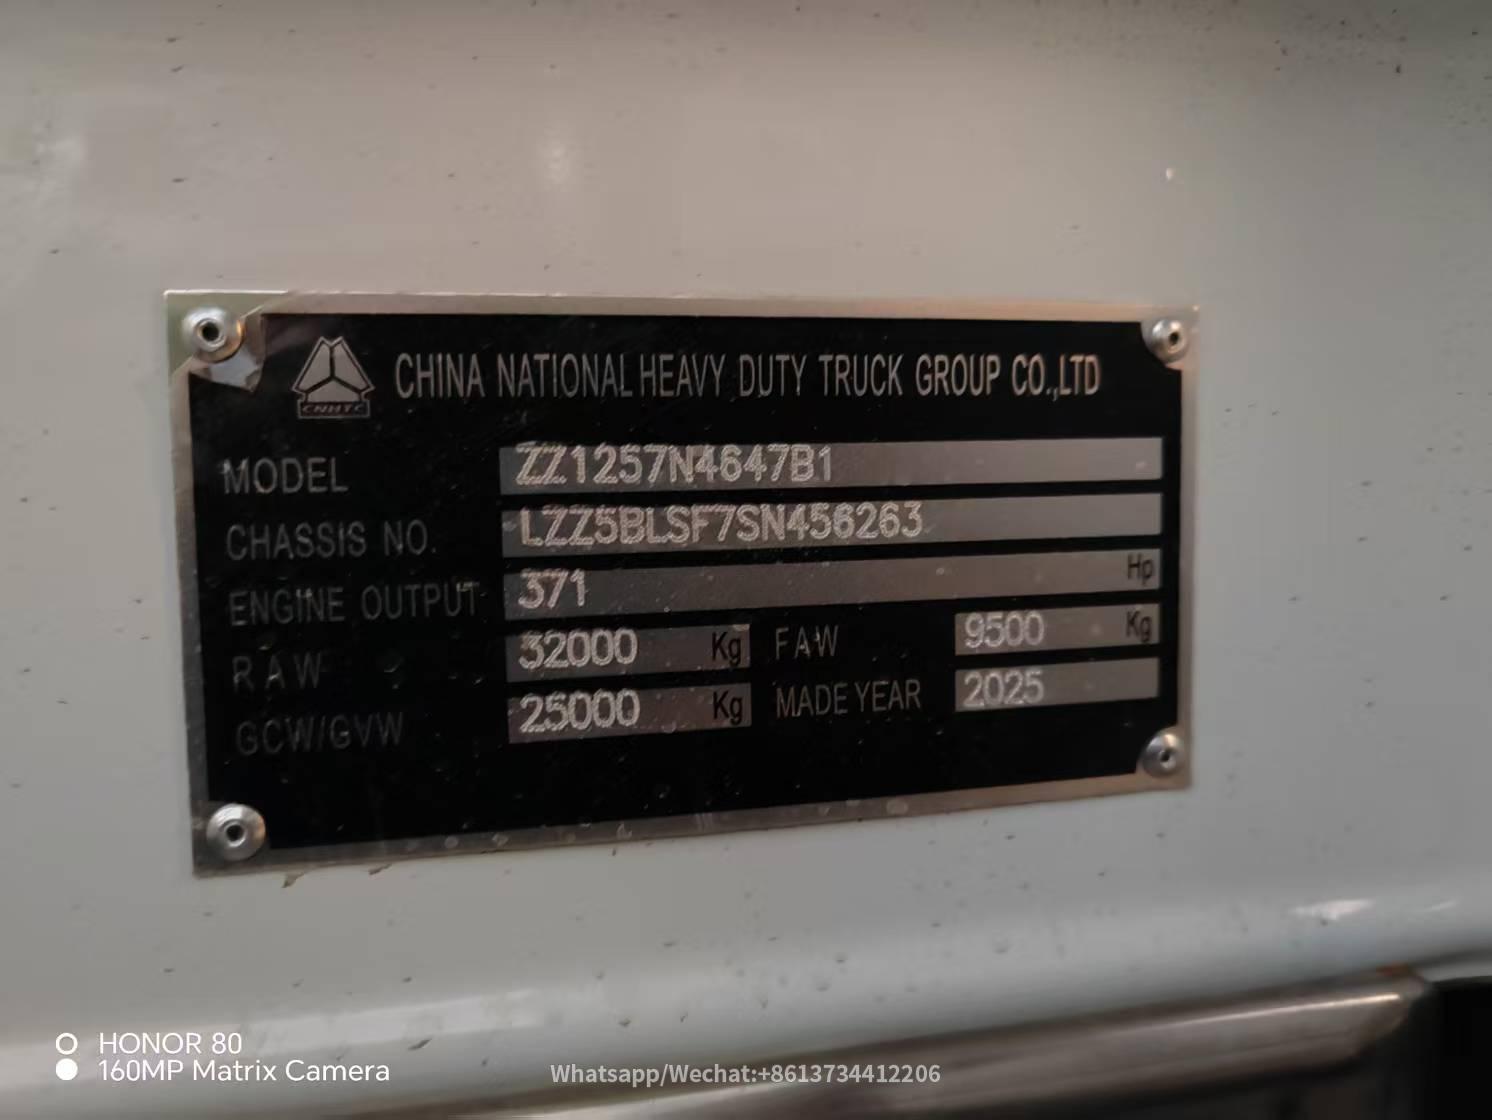 CNHTC
CHINA NATIONAL HEAVY DUTY TRUCK GROUP CO.,LTD
MODEL ZZ1257N4647B1
CHASSIS NO. LZZ5BLSF7SN456263
ENGINE OUTPUT 371 Hp
RAW 32000 Kg FAW 9500 Kg
GCW/GVW 25000 Kg MADE YEAR 2025
HONOR 80
160MP Matrix Camera
Whatsapp/Wechat:+8613734412206